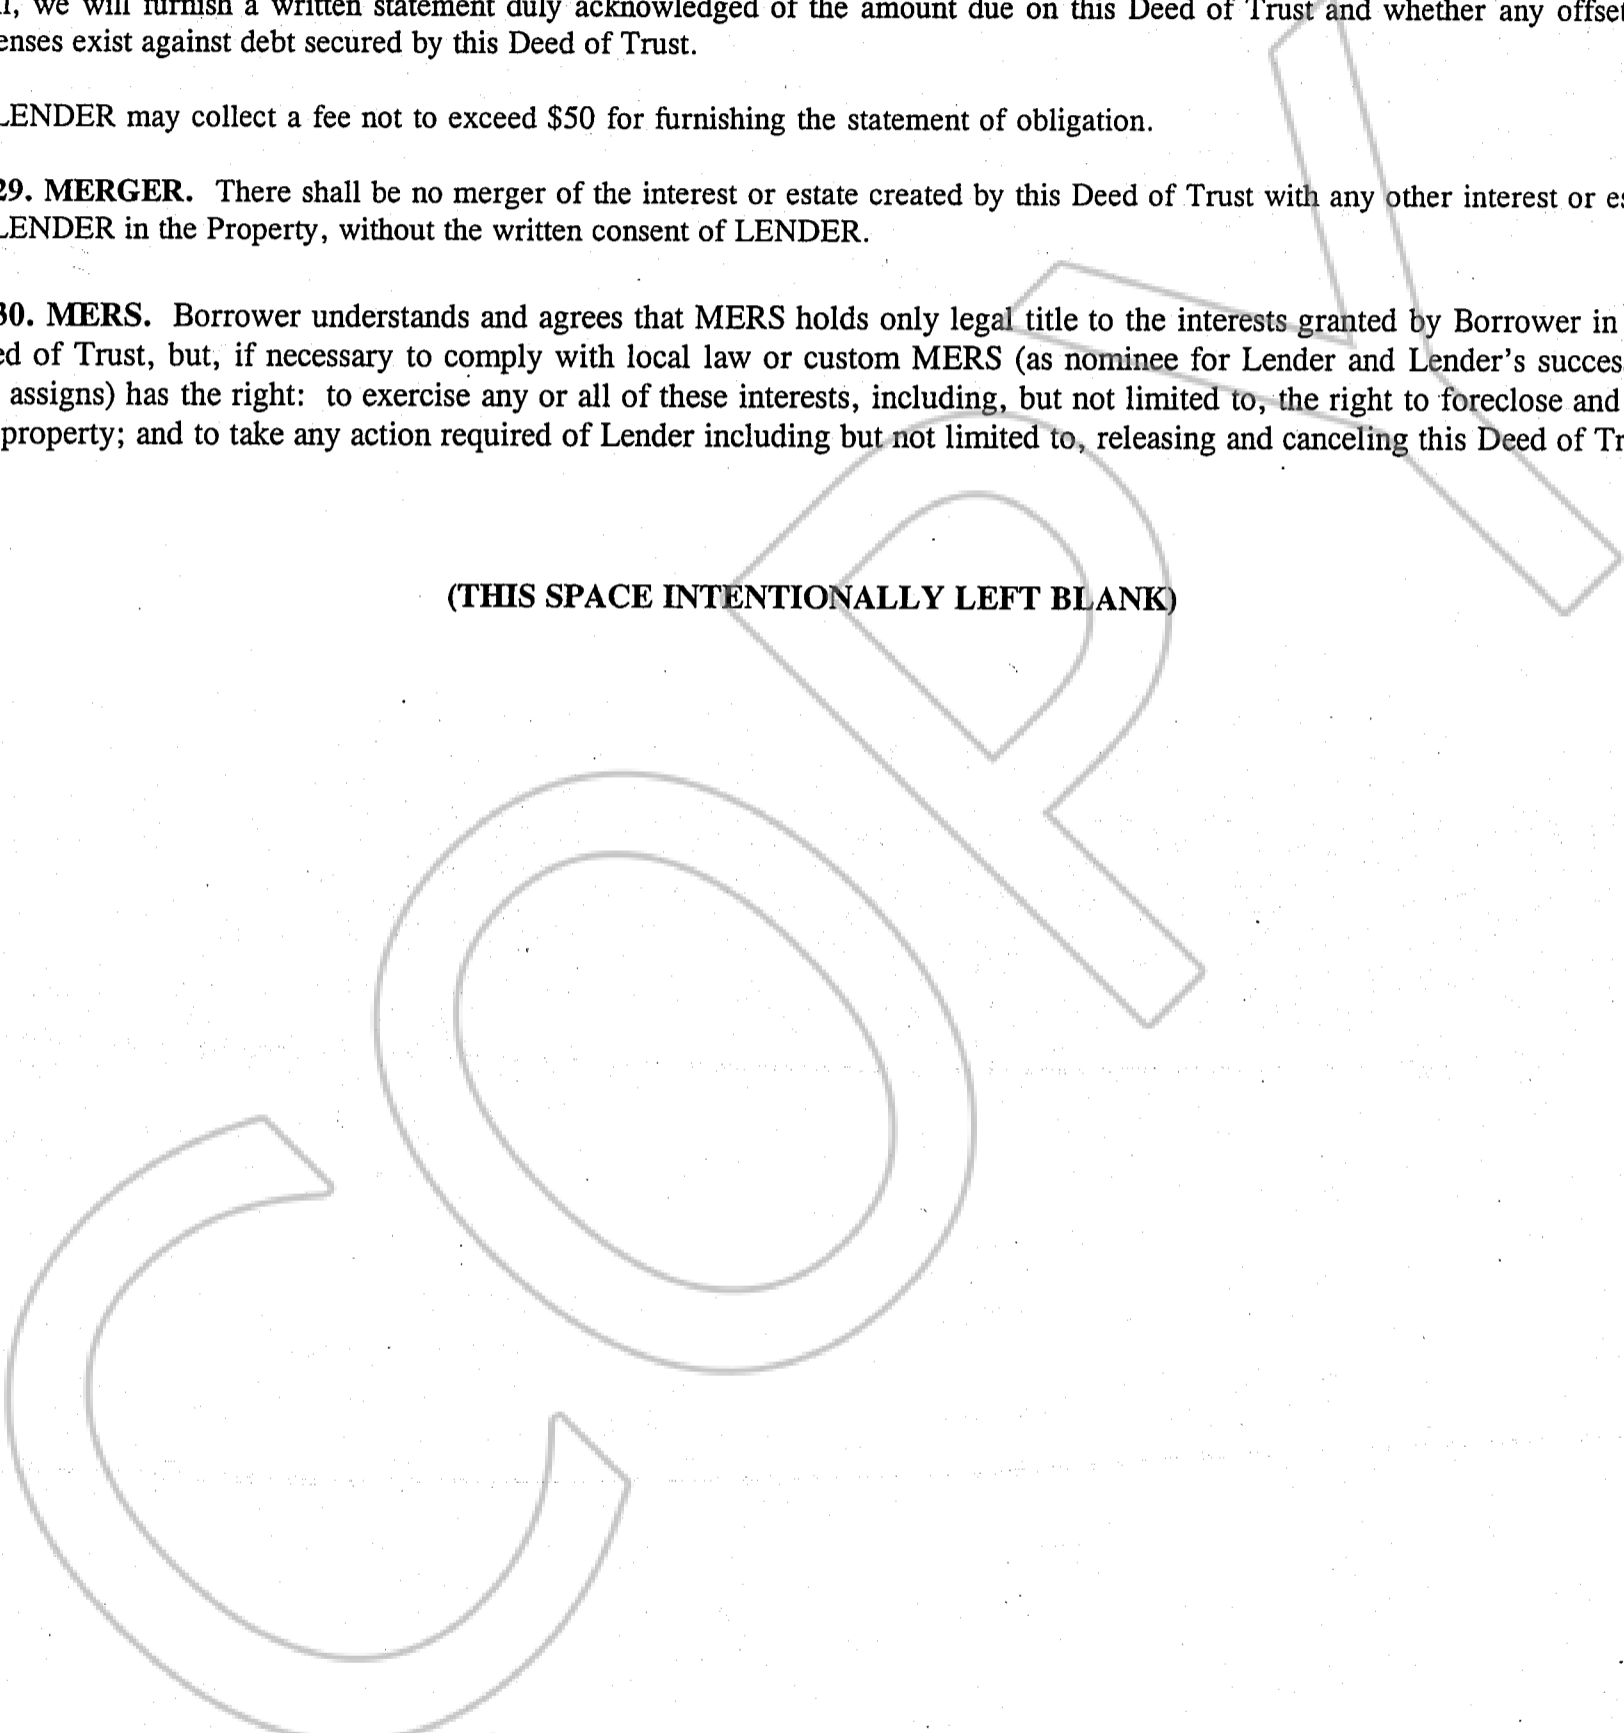 we will furnish a written statement duly acknowledged of the amount due on this Deed of Trust and whether any offset
enses exist against debt secured by this Deed of Trust.
LENDER may collect a fee not to exceed $50 for furnishing the statement of obligation.
29. MERGER. There shall be no merger of the interest or estate created by this Deed of Trust with any other interest or es
LENDER in the Property, without the written consent of LENDER.
30. MERS. Borrower understands and agrees that MERS holds only legal title to the interests granted by Borrower in
ed of Trust, but, if necessary to comply with local law or custom MERS (as nominee for Lender and Lender's succes
assigns) has the right: to exercise any or all of these interests, including, but not limited to, the right to foreclose and
property; and to take any action required of Lender including but not limited to, releasing and canceling this Deed of Tr
(THIS SPACE INTENTIONALLY LEFT BLANK)
COPY